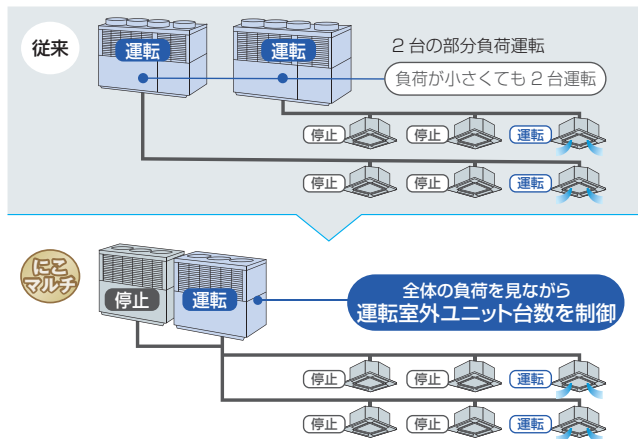 従来
運転
運転
2台の部分負荷運転
負荷が小さくても2台運転
停止
停止
運転
停止
停止
運転
にこ
マルチ
停止
運転
全体の負荷を見ながら
運転室外ユニット台数を制御
停止
停止
運転
停止
停止
運転